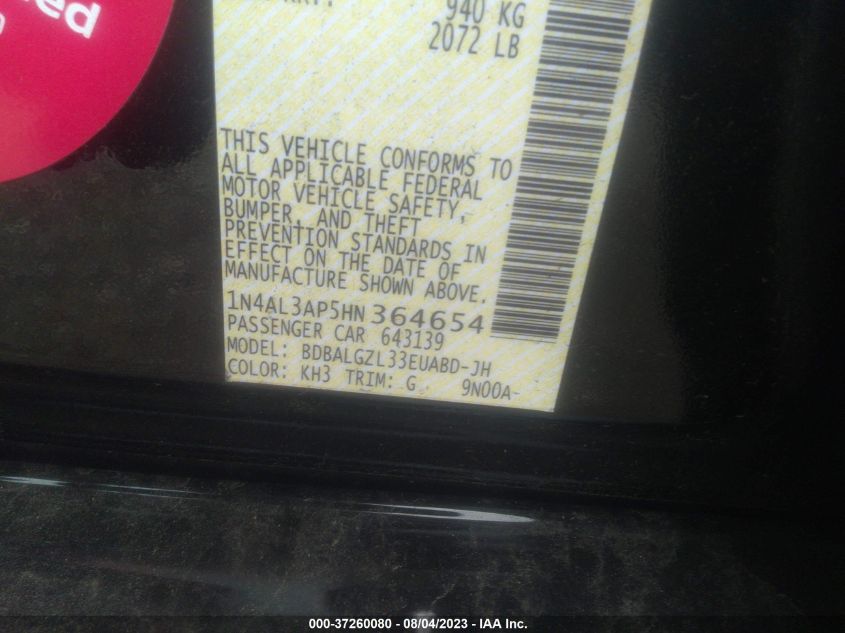 ed
940 KG
2072 LB
THIS VEHICLE CONFORMS TO
ALL APPLICABLE FEDERAL
MOTOR VEHICLE SAFETY,
BUMPER, AND THEFT
PREVENTION STANDARDS IN
EFFECT ON THE DATE OF
MANUFACTURE SHOWN ABOVE.
1N4AL3AP5HN 364654
PASSENGER CAR 643139
MODEL: BDBALGZL33EUABD-JH
COLOR: KH3 TRIM: G 9N00A
000-37260080 - 08/04/2023 - IAA Inc.